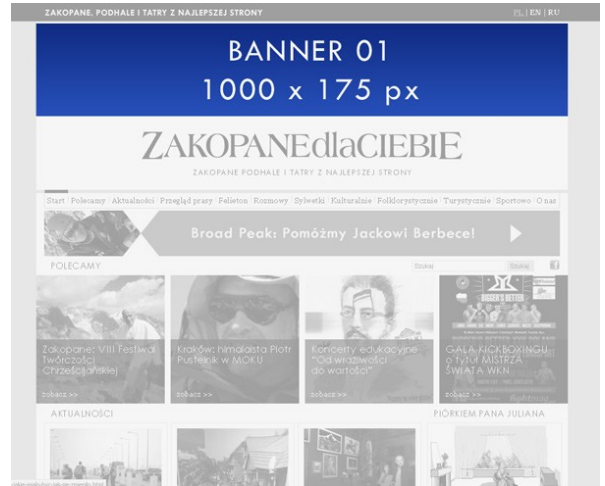 ZAKOPANE, PODHALE I TATRY Z NAJLEPSZEJ STRONY
PL | EN | RU
BANNER 01
1000 x 175 px
ZAKOPANEdlaCIEBIE
ZAKOPANE PODHALE I TATRY Z NAJLEPSZEJ STRONY
Start Polecamy Aktualności Przegląd prasy Felieton Rozmowy Sylwetki Kulturalnie Folklorystycznie Turystycznie Sportowo O nas
Broad Peak: Pomóżmy Jackowi Berbece!
POLECAMY
Szukaj
Szukaj
Zakopane: VIII Festiwal
Twórczości
Chrześcijańskiej
zobacz >>
Kraków: himalaista Piotr
Pustelnik w MOKU
zobacz >>
Koncerty edukacyjne
"Od wrażliwości
do wartości"
zobacz >>
BIGGER'S BETTER
GALA KICKBOXINGU
o tytuł MISTRZA
ŚWIATA WKN
zobacz >>
AKTUALNOŚCI
PIÓRKIEM PANA JULIANA